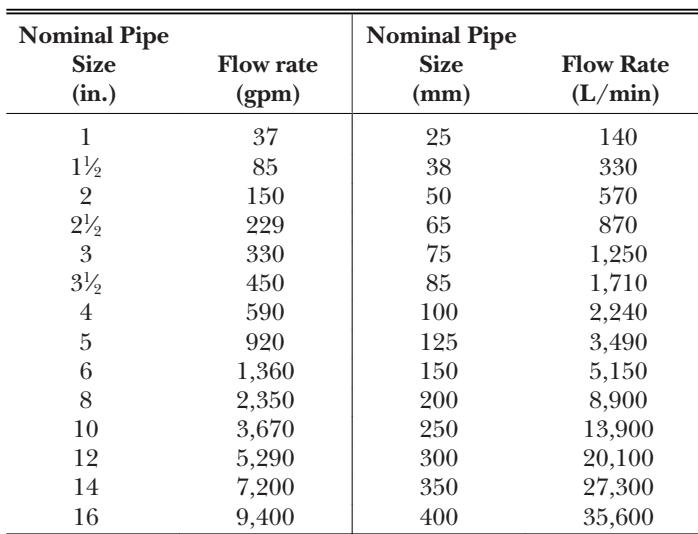 Nominal Pipe Nominal Pipe
Size Flow rate Size Flow Rate
(in.) (gpm) (mm) (L/min)
1 37 25 140
1½ 85 38 330
2 150 50 570
2½ 229 65 870
3 330 75 1,250
3½ 450 85 1,710
4 590 100 2,240
5 920 125 3,490
6 1,360 150 5,150
8 2,350 200 8,900
10 3,670 250 13,900
12 5,290 300 20,100
14 7,200 350 27,300
16 9,400 400 35,600